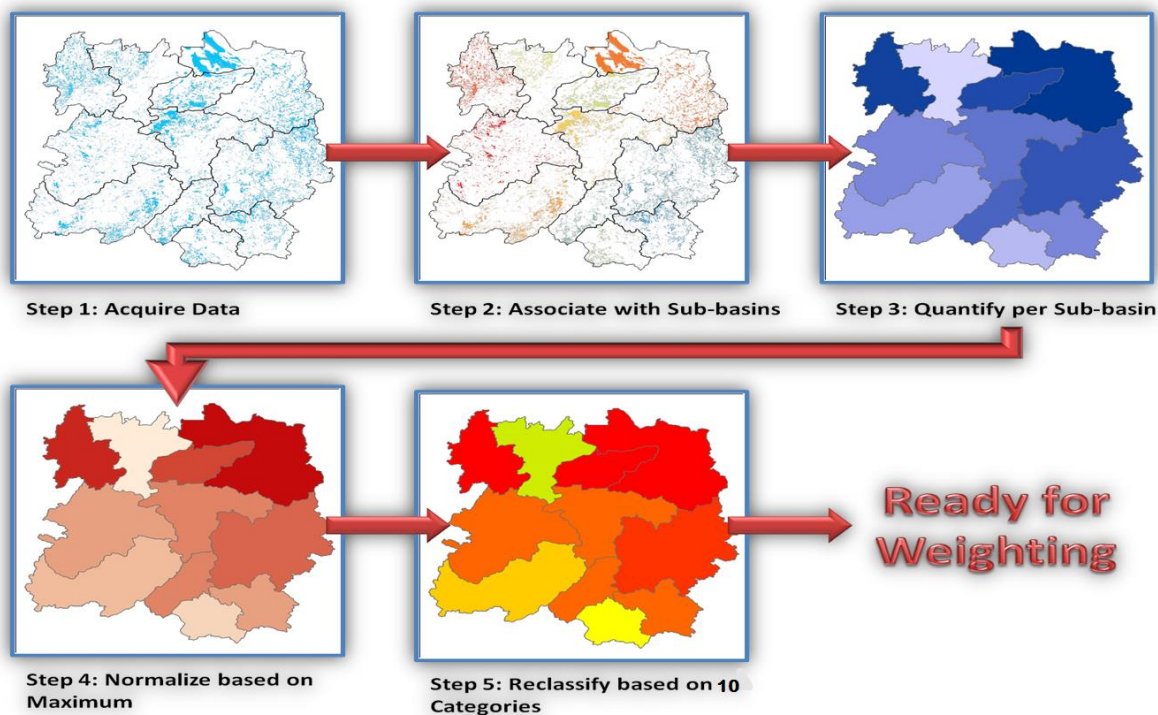 Step 1: Acquire Data
Step 2: Associate with Sub-basins
Step 3: Quantify per Sub-basin
Step 4: Normalize based on
Maximum
Step 5: Reclassify based on 10
Categories
Ready for
Weighting